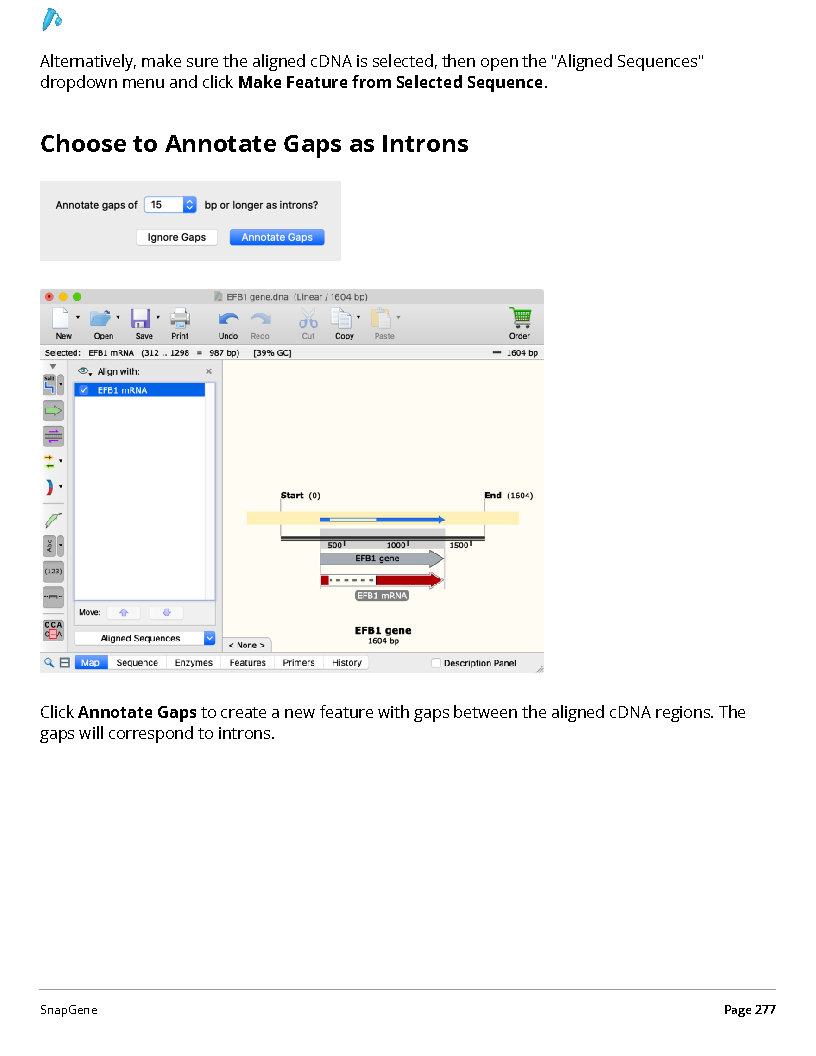 Alternatively, make sure the aligned cDNA is selected, then open the "Aligned Sequences"
dropdown menu and click Make Feature from Selected Sequence.
Choose to Annotate Gaps as Introns
Annotate gaps of 15 bp or longer as introns?
Ignore Gaps Annotate Gaps
EFB1 gene.dna (Linear / 1604 bp)
New Open Save Print Undo Redo Cut Copy Paste Order
Selected: EFB1 mRNA (312 .. 1298 = 987 bp) [39% GC] 1604 bp
Align with:
EFB1 mRNA
Start (0) End (1604)
500 1000 1500
EFB1 gene
EFB1 mRNA
Abc
(123)
Move:
CCA
Aligned Sequences
EFB1 gene
1604 bp
< None >
Map Sequence Enzymes Features Primers History Description Panel
Click Annotate Gaps to create a new feature with gaps between the aligned cDNA regions. The
gaps will correspond to introns.
SnapGene Page 277